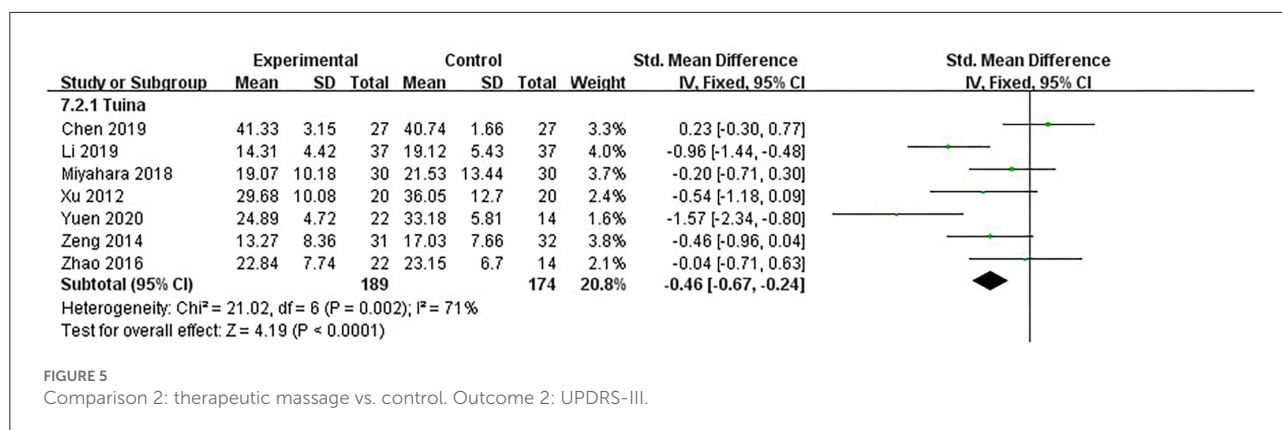 Experimental Control Std. Mean Difference Std. Mean Difference
Study or Subgroup Mean SD Total Mean SD Total Weight IV, Fixed, 95% CI IV, Fixed, 95% CI
7.2.1 Tuina
Chen 2019 41.33 3.15 27 40.74 1.66 27 3.3% 0.23 [-0.30, 0.77]
Li 2019 14.31 4.42 37 19.12 5.43 37 4.0% -0.96 [-1.44, -0.48]
Miyahara 2018 19.07 10.18 30 21.53 13.44 30 3.7% -0.20 [-0.71, 0.30]
Xu 2012 29.68 10.08 20 36.05 12.7 20 2.4% -0.54 [-1.18, 0.09]
Yuen 2020 24.89 4.72 22 33.18 5.81 14 1.6% -1.57 [-2.34, -0.80]
Zeng 2014 13.27 8.36 31 17.03 7.66 32 3.8% -0.46 [-0.96, 0.04]
Zhao 2016 22.84 7.74 22 23.15 6.7 14 2.1% -0.04 [-0.71, 0.63]
Subtotal (95% CI) 189 174 20.8% -0.46 [-0.67, -0.24]
Heterogeneity: Chi² = 21.02, df = 6 (P = 0.002); I² = 71%
Test for overall effect: Z = 4.19 (P < 0.0001)
FIGURE 5
Comparison 2: therapeutic massage vs. control. Outcome 2: UPDRS-III.